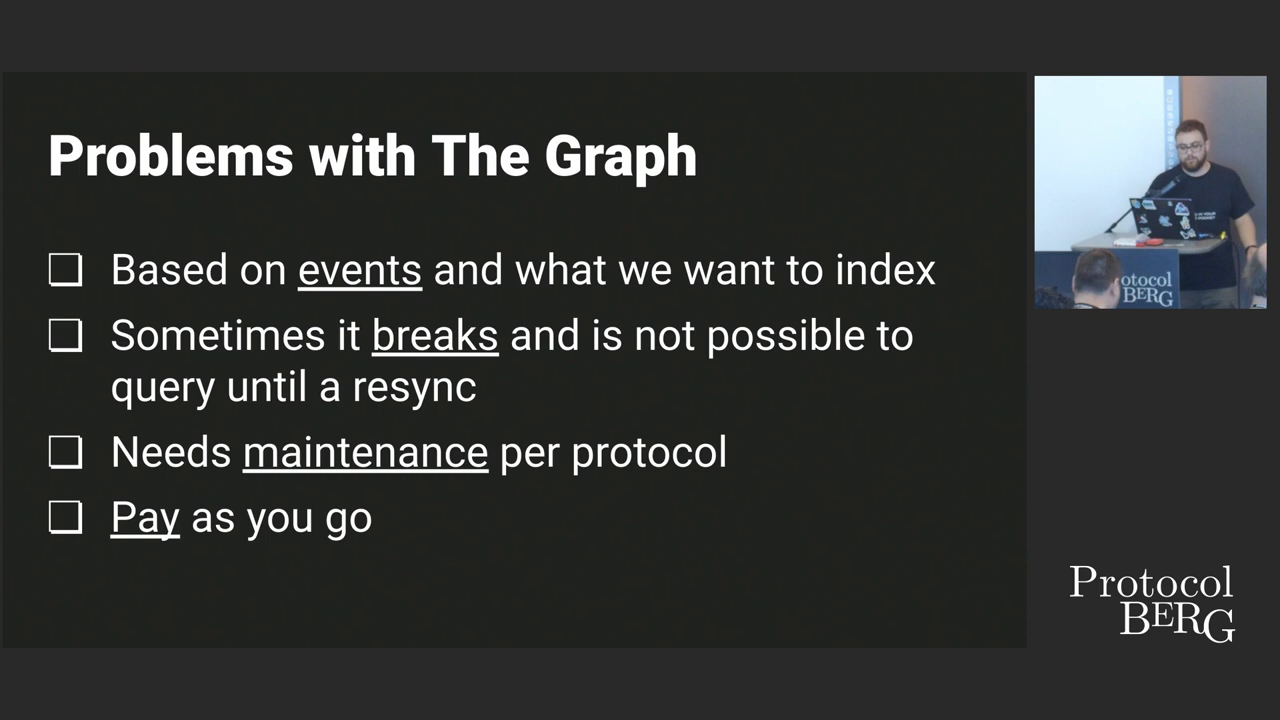 Problems with The Graph
Based on events and what we want to index
Sometimes it breaks and is not possible to
query until a resync
Needs maintenance per protocol
Pay as you go
otocol
BERG
Protocol
BERG